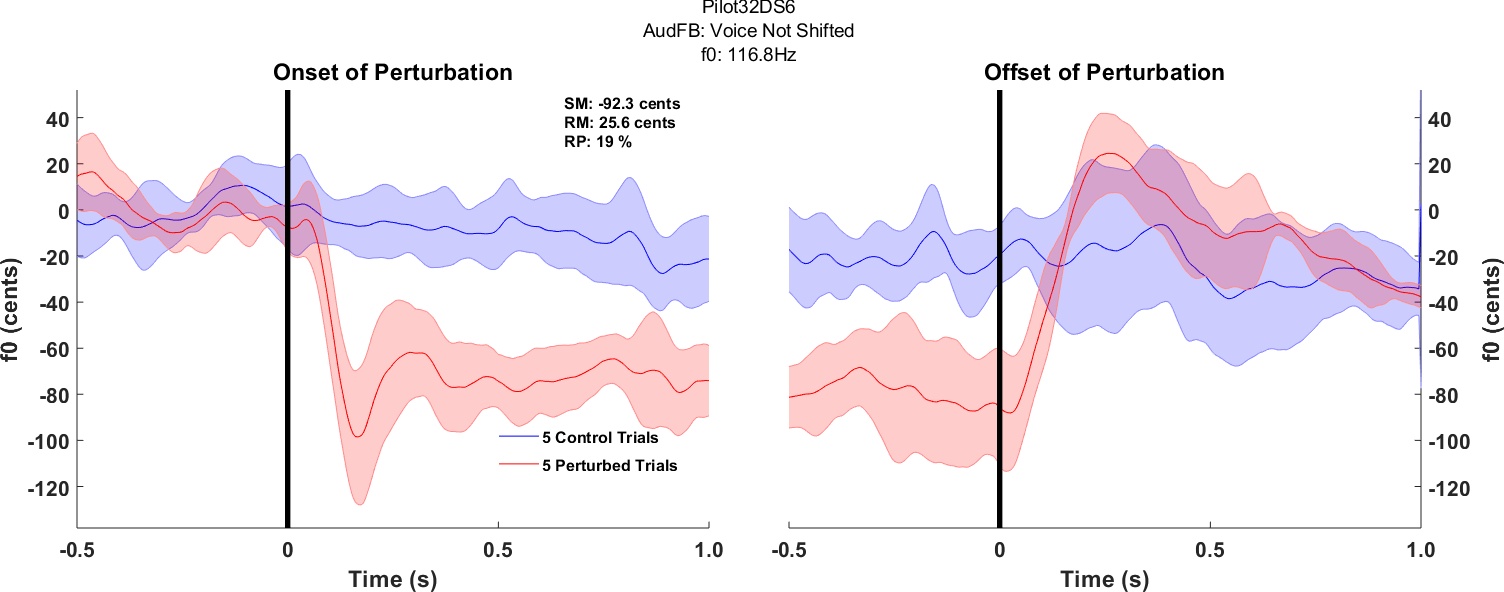 Pilot32DS6
AudFB: Voice Not Shifted
f0: 116.8Hz
Onset of Perturbation
SM: -92.3 cents
RM: 25.6 cents
RP: 19 %
40
20
0
-20
-40
-60
-80
-100
-120
f0 (cents)
5 Control Trials
5 Perturbed Trials
-0.5
0
0.5
1.0
Time (s)
Offset of Perturbation
40
20
0
-20
-40
-60
-80
-100
-120
f0 (cents)
-0.5
0
0.5
1.0
Time (s)